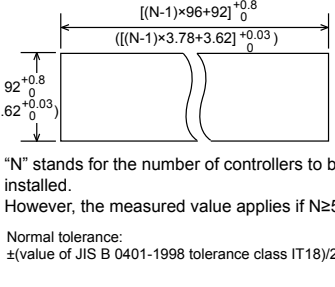 [(N-1)×96+92] +0.8 0
([(N-1)×3.78+3.62] +0.03 0 )
92 +0.8 0
.62 +0.03 0 )
“N” stands for the number of controllers to b
installed.
However, the measured value applies if N≥5
Normal tolerance:
±(value of JIS B 0401-1998 tolerance class IT18)/2